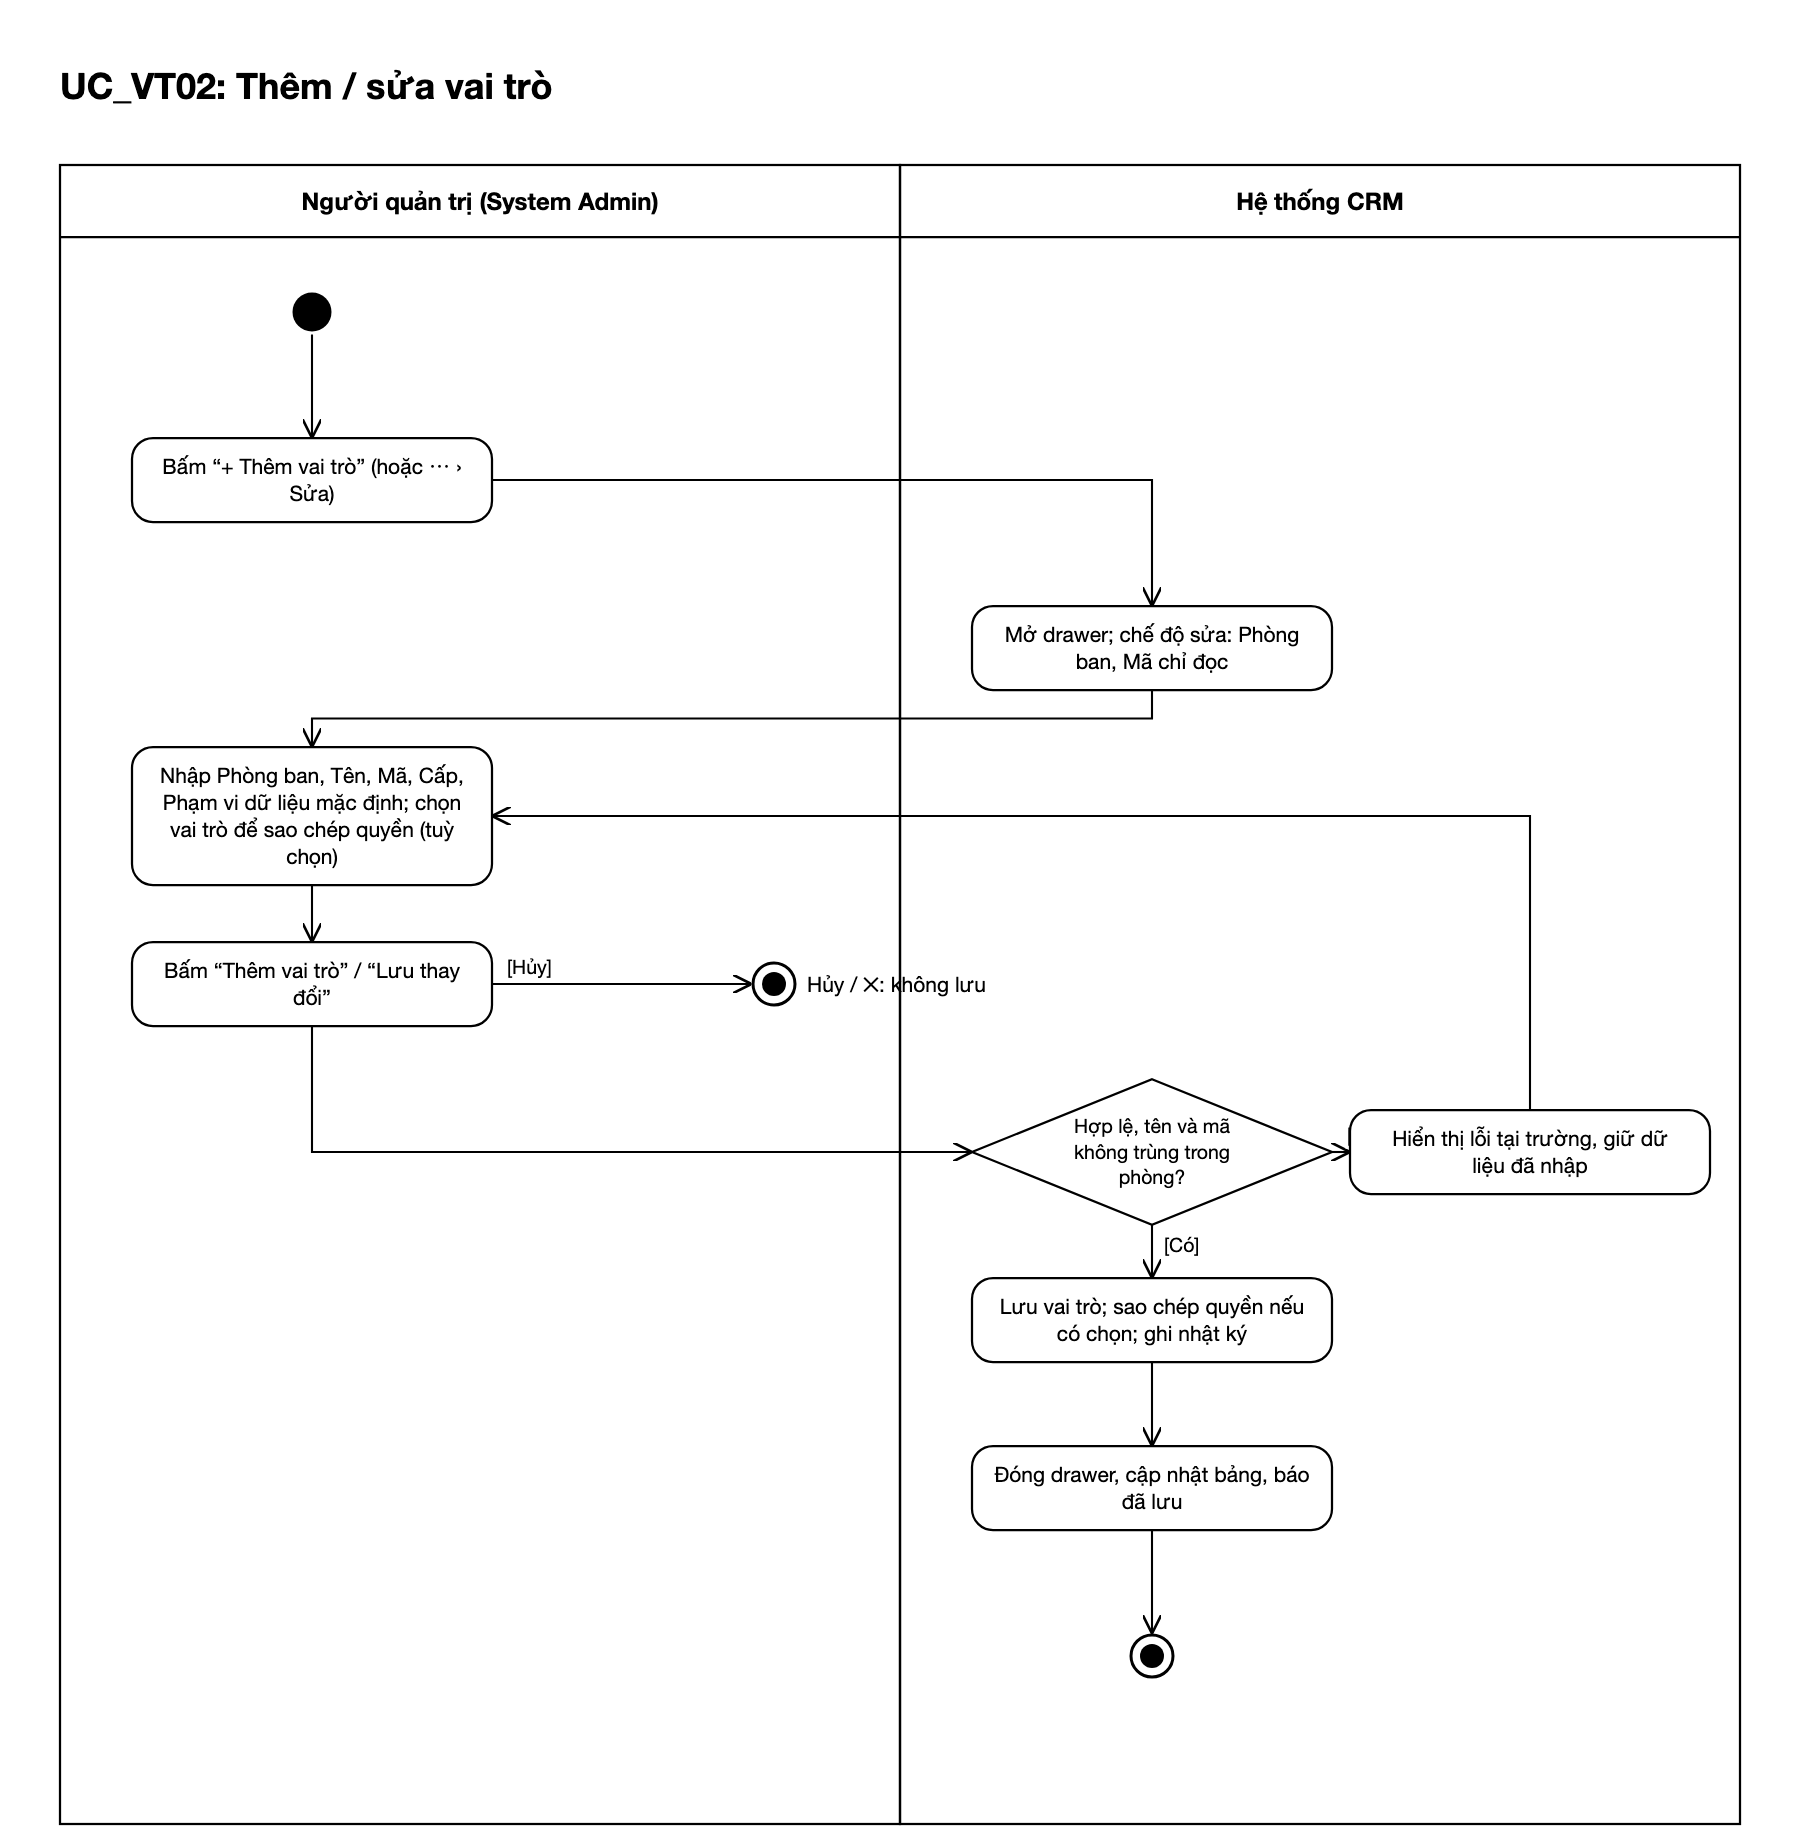 UC_VT02: Thêm / sửa vai trò
Người quản trị (System Admin)
Hệ thống CRM
Bấm “+ Thêm vai trò” (hoặc ⋯ ›
Sửa)
Mở drawer; chế độ sửa: Phòng
ban, Mã chỉ đọc
Nhập Phòng ban, Tên, Mã, Cấp,
Phạm vi dữ liệu mặc định; chọn
vai trò để sao chép quyền (tuỳ
chọn)
Bấm “Thêm vai trò” / “Lưu thay
đổi”
[Hủy]
Hủy / ✕: không lưu
Hợp lệ, tên và mã
không trùng trong
phòng?
Hiển thị lỗi tại trường, giữ dữ
liệu đã nhập
[Có]
Lưu vai trò; sao chép quyền nếu
có chọn; ghi nhật ký
Đóng drawer, cập nhật bảng, báo
đã lưu